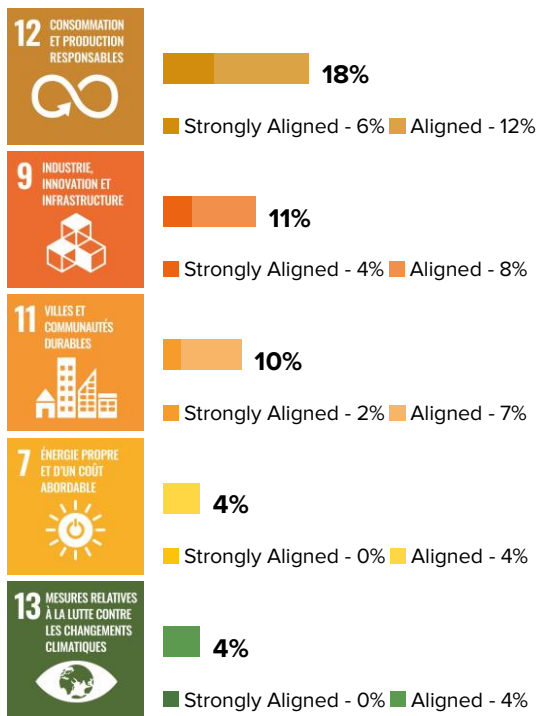 12 CONSOMMATION
ET PRODUCTION
RESPONSABLES
18%
Strongly Aligned - 6% Aligned - 12%
9 INDUSTRIE,
INNOVATION ET
INFRASTRUCTURE
11%
Strongly Aligned - 4% Aligned - 8%
11 VILLES ET
COMMUNAUTÉS
DURABLES
10%
Strongly Aligned - 2% Aligned - 7%
7 ÉNERGIE PROPRE
ET D'UN COÛT
ABORDABLE
4%
Strongly Aligned - 0% Aligned - 4%
13 MESURES RELATIVES
À LA LUTTE CONTRE
LES CHANGEMENTS
CLIMATIQUES
4%
Strongly Aligned - 0% Aligned - 4%